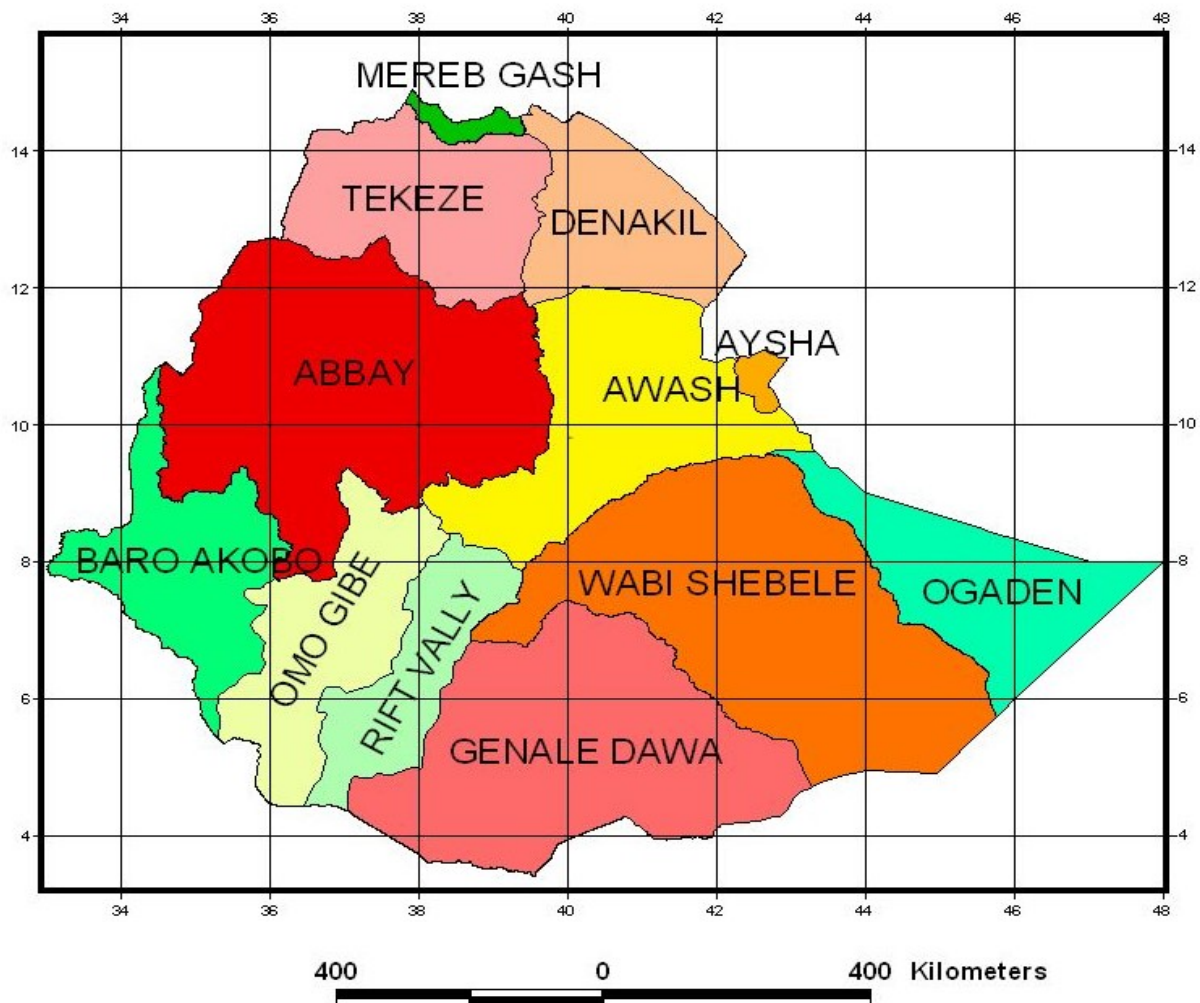 34 36 38 40 42 44 46 48
MEREB GASH
14 14
TEKEZE
DENAKIL
12 12
AYSHA
ABBAY
AWASH
10 10
BARO AKOBO
8 8
OMO GIBE
WABI SHEBELE
OGADEN
RIFT VALLY
6 6
GENALE DAWA
4 4
34 36 38 40 42 44 46 48
400 0 400 Kilometers